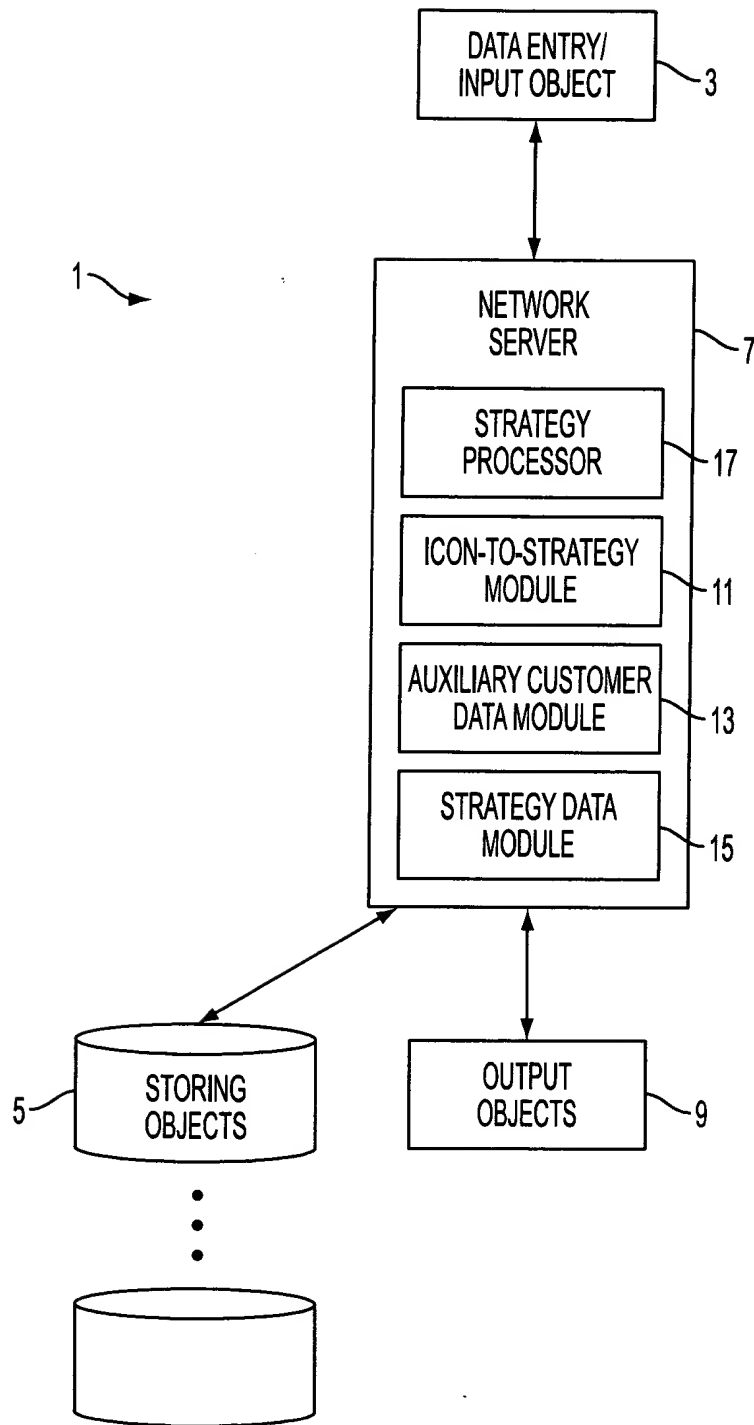 DATA ENTRY/
INPUT OBJECT
3
1
NETWORK
SERVER
7
STRATEGY
PROCESSOR
17
ICON-TO-STRATEGY
MODULE
11
AUXILIARY CUSTOMER
DATA MODULE
13
STRATEGY DATA
MODULE
15
5
STORING
OBJECTS
OUTPUT
OBJECTS
9